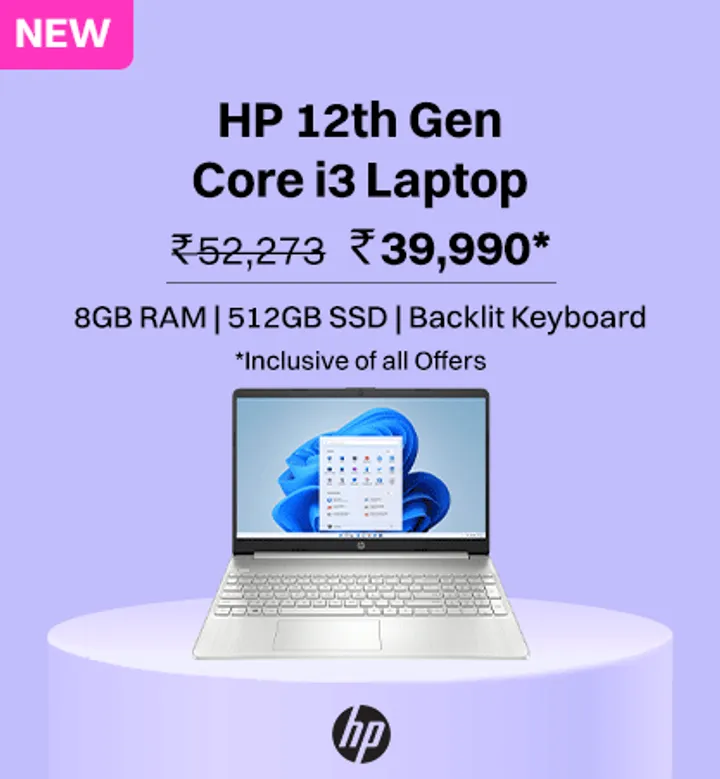 NEW
HP 12th Gen
Core i3 Laptop
₹52,273 ₹39,990*
8GB RAM | 512GB SSD | Backlit Keyboard
*Inclusive of all Offers
hp